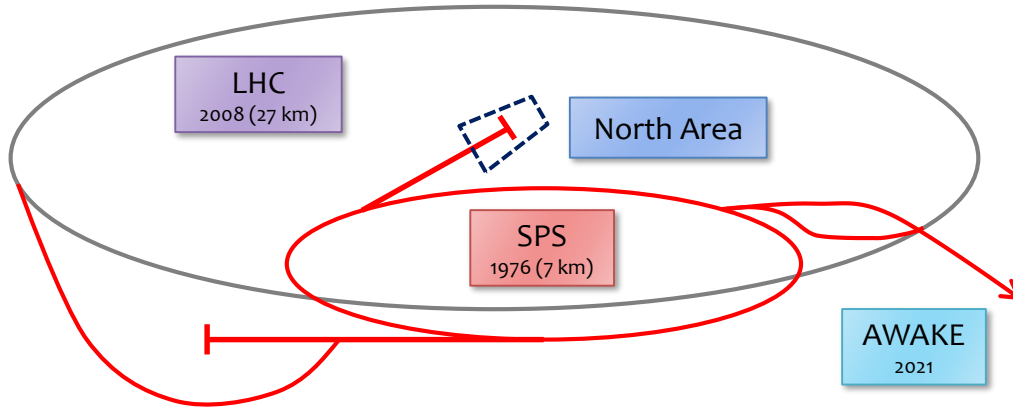 LHC
2008 (27 km)
North Area
SPS
1976 (7 km)
AWAKE
2021